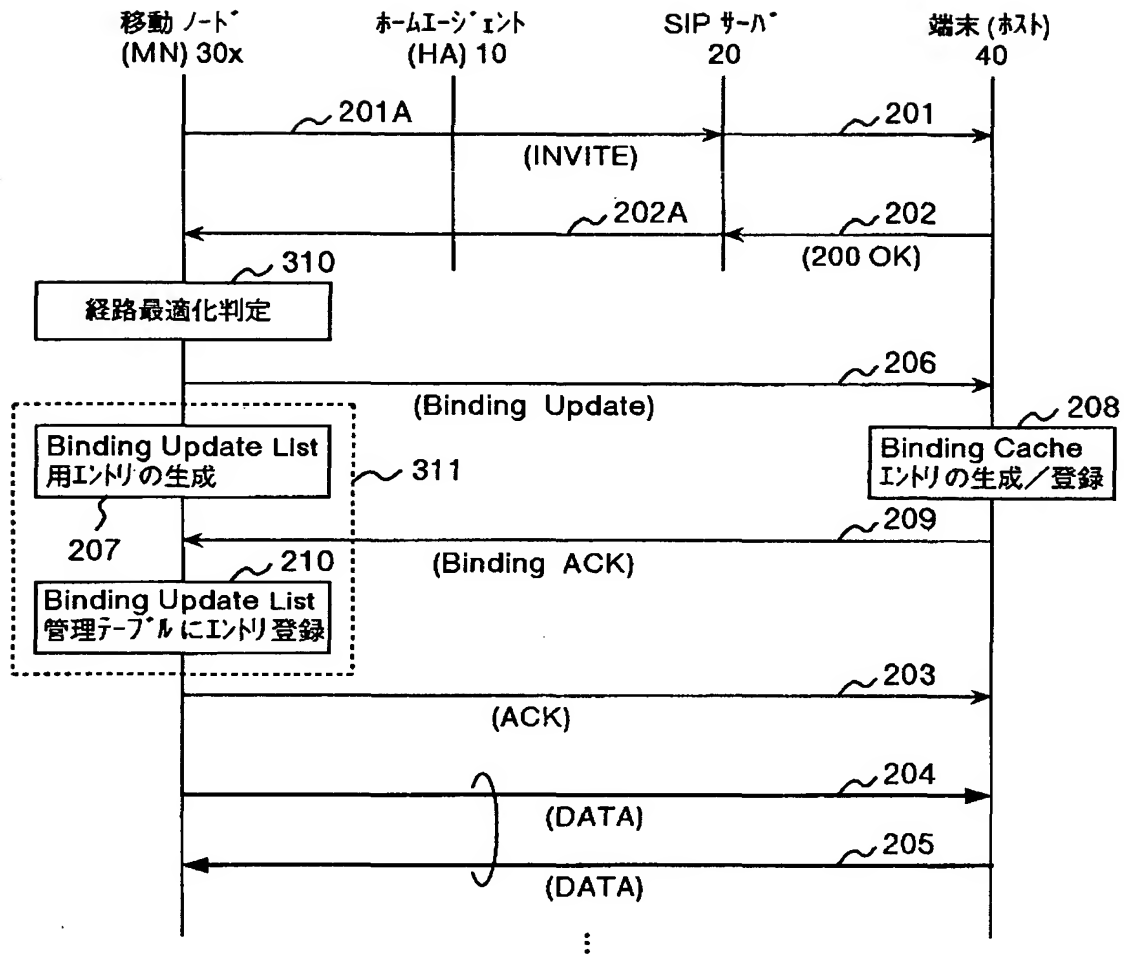 移動ノード
(MN) 30x
ホームエージェント
(HA) 10
SIP サーバ
20
端末 (ホスト)
40
201A
201
(INVITE)
202A
202
(200 OK)
310
経路最適化判定
206
(Binding Update)
208
Binding Update List
用エントリの生成
311
Binding Cache
エントリの生成/登録
207
209
(Binding ACK)
210
Binding Update List
管理テーブルにエントリ登録
203
(ACK)
204
(DATA)
205
(DATA)
⋮